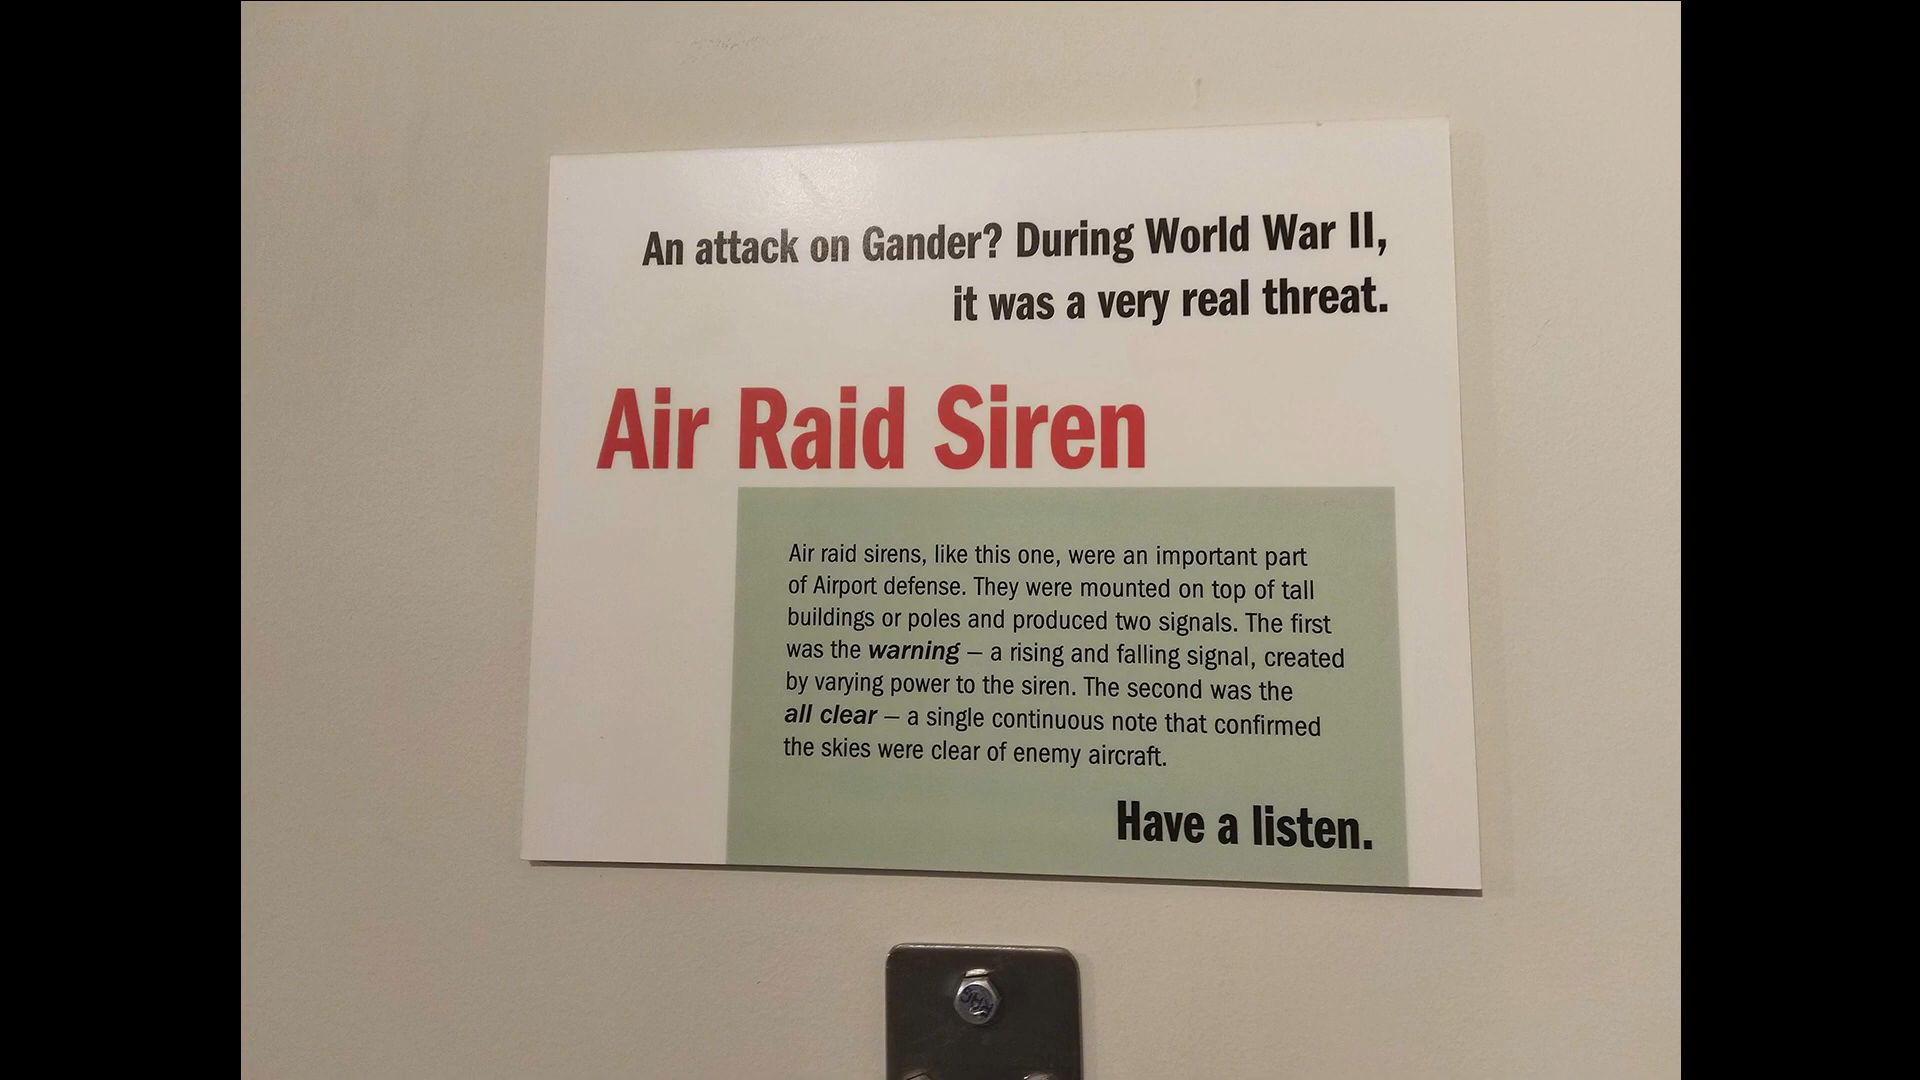 An attack on Gander? During World War II,
it was a very real threat.
Air Raid Siren
Air raid sirens, like this one, were an important part
of Airport defense. They were mounted on top of tall
buildings or poles and produced two signals. The first
was the warning – a rising and falling signal, created
by varying power to the siren. The second was the
all clear – a single continuous note that confirmed
the skies were clear of enemy aircraft.
Have a listen.